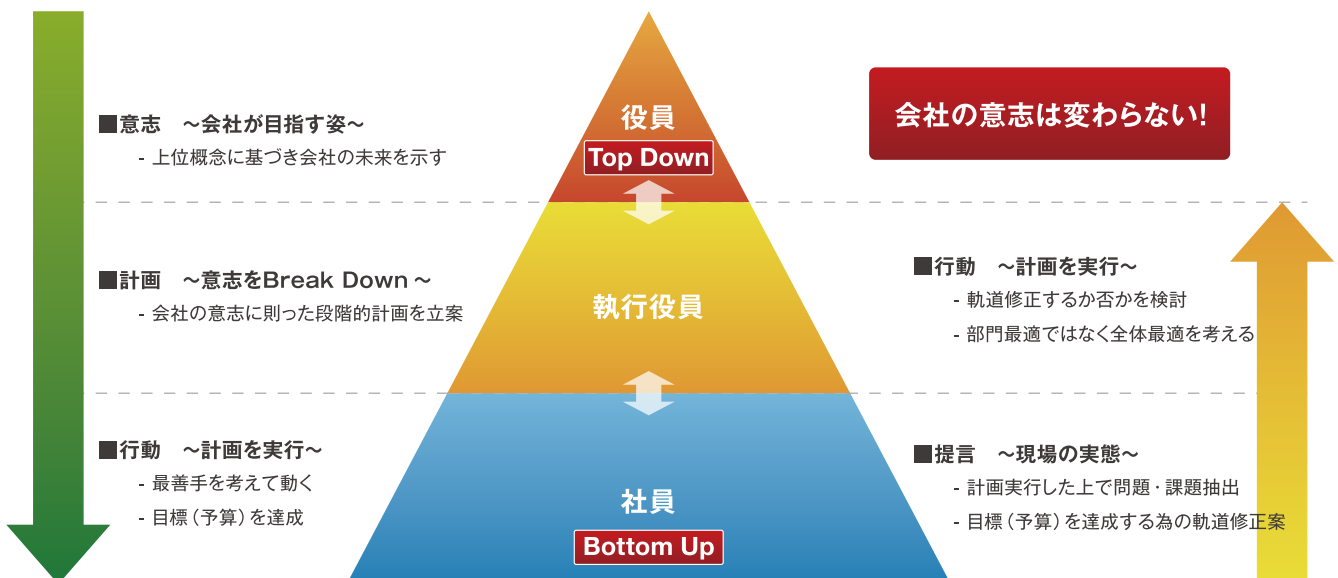 ■意志　～会社が目指す姿～
- 上位概念に基づき会社の未来を示す
■計画　～意志をBreak Down～
- 会社の意志に則った段階的計画を立案
■行動　～計画を実行～
- 最善手を考えて動く
- 目標（予算）を達成
役員
Top Down
執行役員
社員
Bottom Up
会社の意志は変わらない!
■行動　～計画を実行～
- 軌道修正するか否かを検討
- 部門最適ではなく全体最適を考える
■提言　～現場の実態～
- 計画実行した上で問題・課題抽出
- 目標（予算）を達成する為の軌道修正案